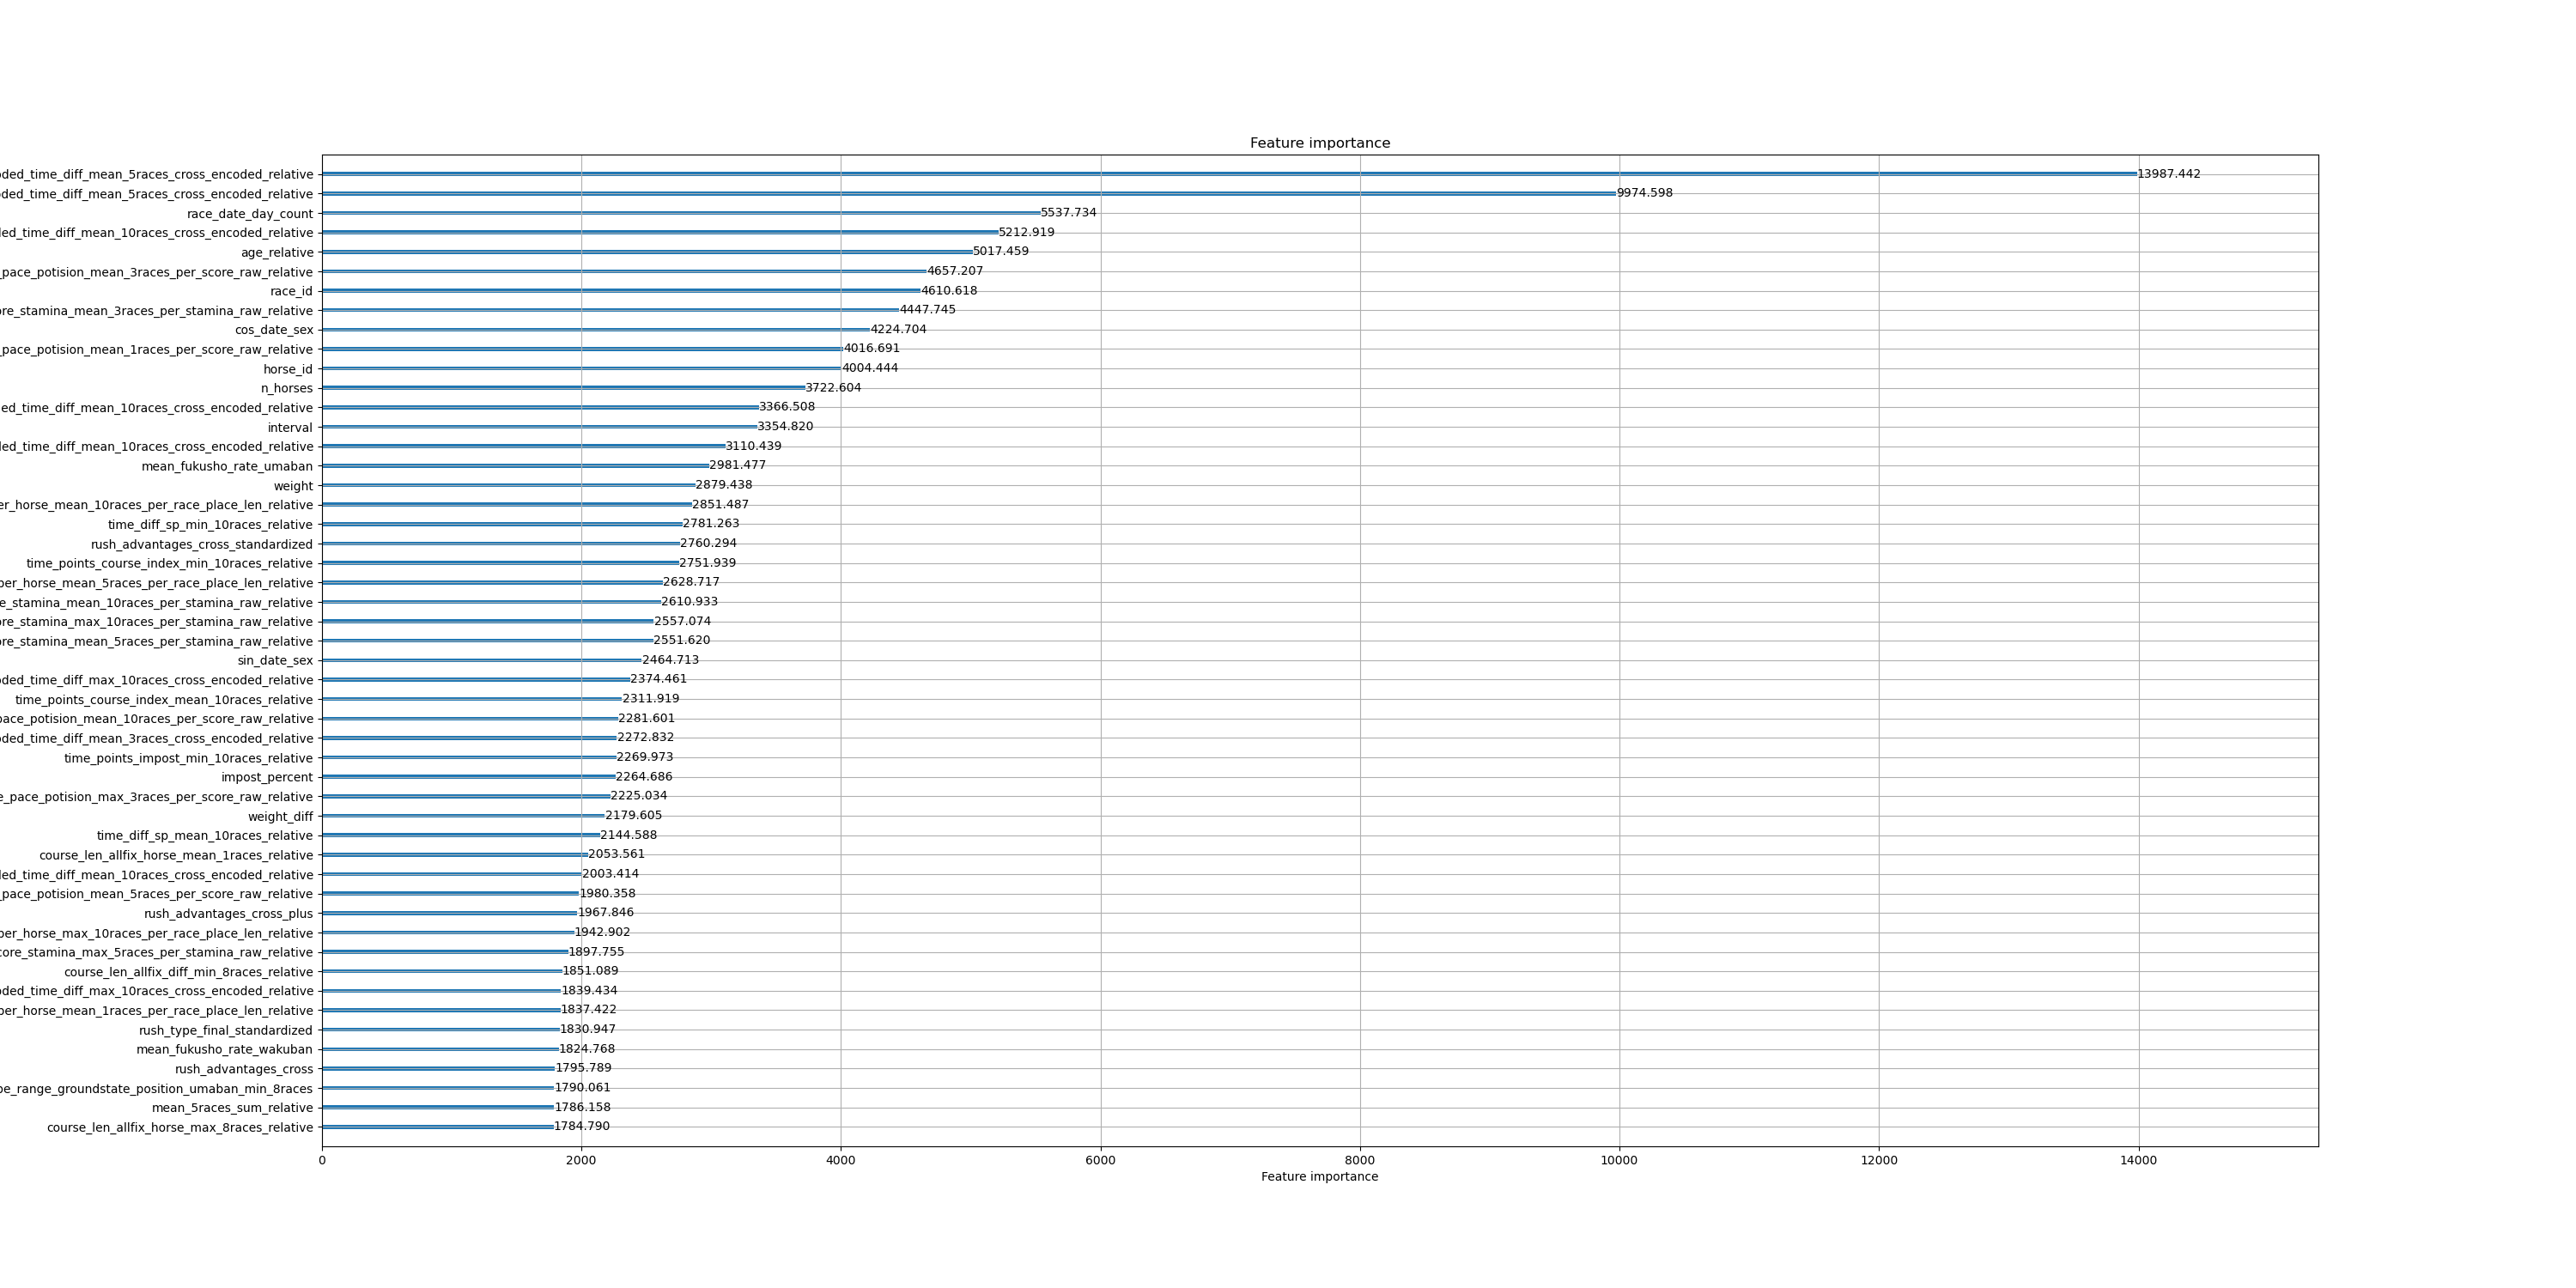 Feature importance
ded_time_diff_mean_5races_cross_encoded_relative 13987.442
ded_time_diff_mean_5races_cross_encoded_relative 9974.598
race_date_day_count 5537.734
led_time_diff_mean_10races_cross_encoded_relative 5212.919
age_relative 5017.459
_pace_potision_mean_3races_per_score_raw_relative 4657.207
race_id 4610.618
ore_stamina_mean_3races_per_stamina_raw_relative 4447.745
cos_date_sex 4224.704
_pace_potision_mean_1races_per_score_raw_relative 4016.691
horse_id 4004.444
n_horses 3722.604
ed_time_diff_mean_10races_cross_encoded_relative 3366.508
interval 3354.820
led_time_diff_mean_10races_cross_encoded_relative 3110.439
mean_fukusho_rate_umaban 2981.477
weight 2879.438
er_horse_mean_10races_per_race_place_len_relative 2851.487
time_diff_sp_min_10races_relative 2781.263
rush_advantages_cross_standardized 2760.294
time_points_course_index_min_10races_relative 2751.939
per_horse_mean_5races_per_race_place_len_relative 2628.717
e_stamina_mean_10races_per_stamina_raw_relative 2610.933
ore_stamina_max_10races_per_stamina_raw_relative 2557.074
ore_stamina_mean_5races_per_stamina_raw_relative 2551.620
sin_date_sex 2464.713
ded_time_diff_max_10races_cross_encoded_relative 2374.461
time_points_course_index_mean_10races_relative 2311.919
pace_potision_mean_10races_per_score_raw_relative 2281.601
ded_time_diff_mean_3races_cross_encoded_relative 2272.832
time_points_impost_min_10races_relative 2269.973
impost_percent 2264.686
e_pace_potision_max_3races_per_score_raw_relative 2225.034
weight_diff 2179.605
time_diff_sp_mean_10races_relative 2144.588
course_len_allfix_horse_mean_1races_relative 2053.561
led_time_diff_mean_10races_cross_encoded_relative 2003.414
_pace_potision_mean_5races_per_score_raw_relative 1980.358
rush_advantages_cross_plus 1967.846
per_horse_max_10races_per_race_place_len_relative 1942.902
core_stamina_max_5races_per_stamina_raw_relative 1897.755
course_len_allfix_diff_min_8races_relative 1851.089
ded_time_diff_max_10races_cross_encoded_relative 1839.434
per_horse_mean_1races_per_race_place_len_relative 1837.422
rush_type_final_standardized 1830.947
mean_fukusho_rate_wakuban 1824.768
rush_advantages_cross 1795.789
pe_range_groundstate_position_umaban_min_8races 1790.061
mean_5races_sum_relative 1786.158
course_len_allfix_horse_max_8races_relative 1784.790
0 2000 4000 6000 8000 10000 12000 14000
Feature importance